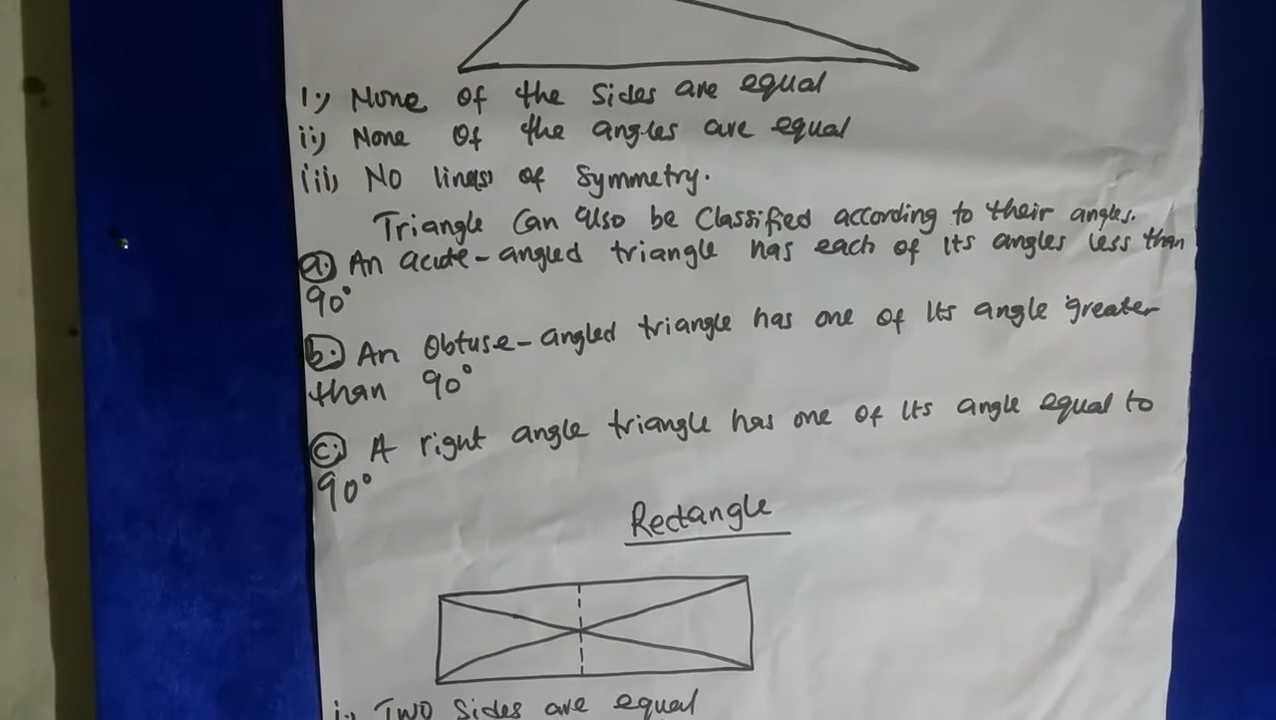 i) None of the sides are equal
ii) None of the angles are equal
iii) No line(s) of symmetry.
Triangle can also be classified according to their angles.
a. An acute-angled triangle has each of its angles less than
90°
b. An obtuse-angled triangle has one of its angle greater
than 90°
c. A right angle triangle has one of its angle equal to
90°
Rectangle
i. Two sides are equal